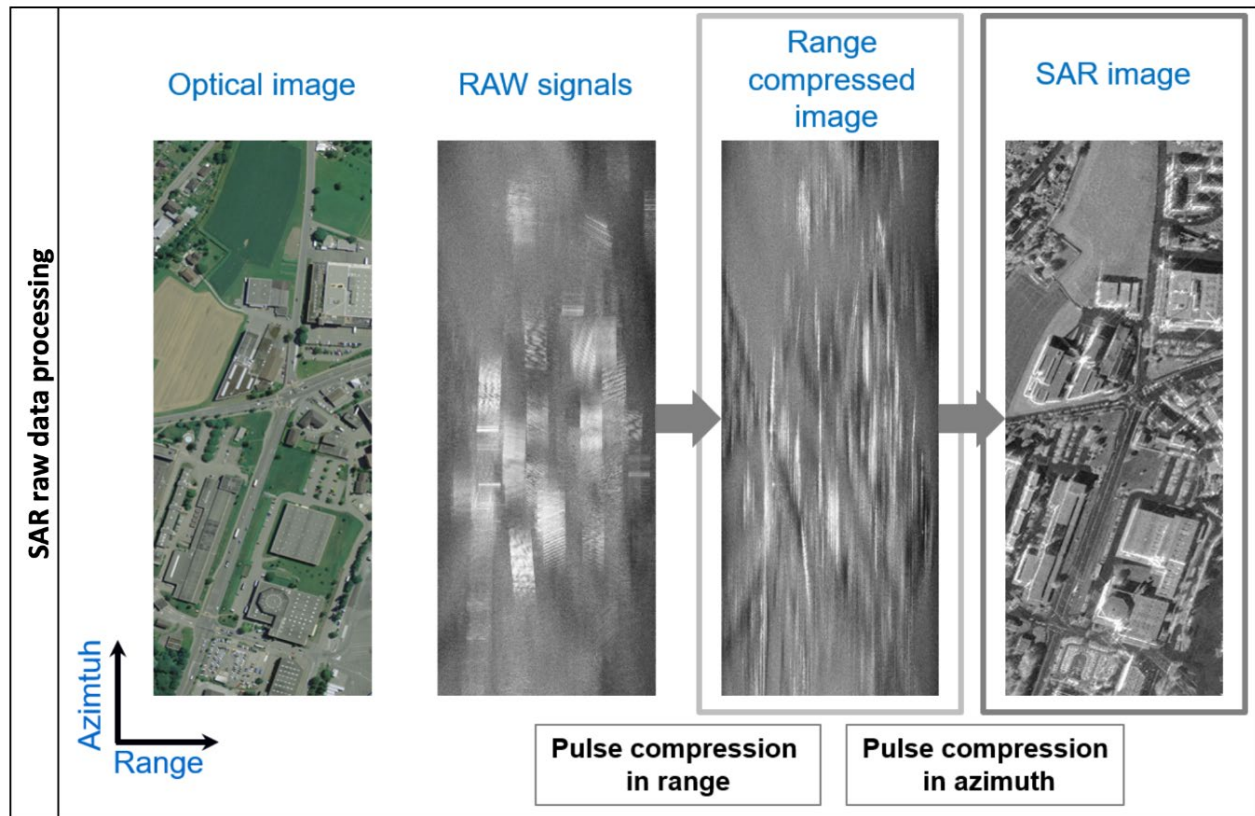 SAR raw data processing
Optical image
RAW signals
Range
compressed
image
SAR image
Azimtuh
Range
Pulse compression
in range
Pulse compression
in azimuth